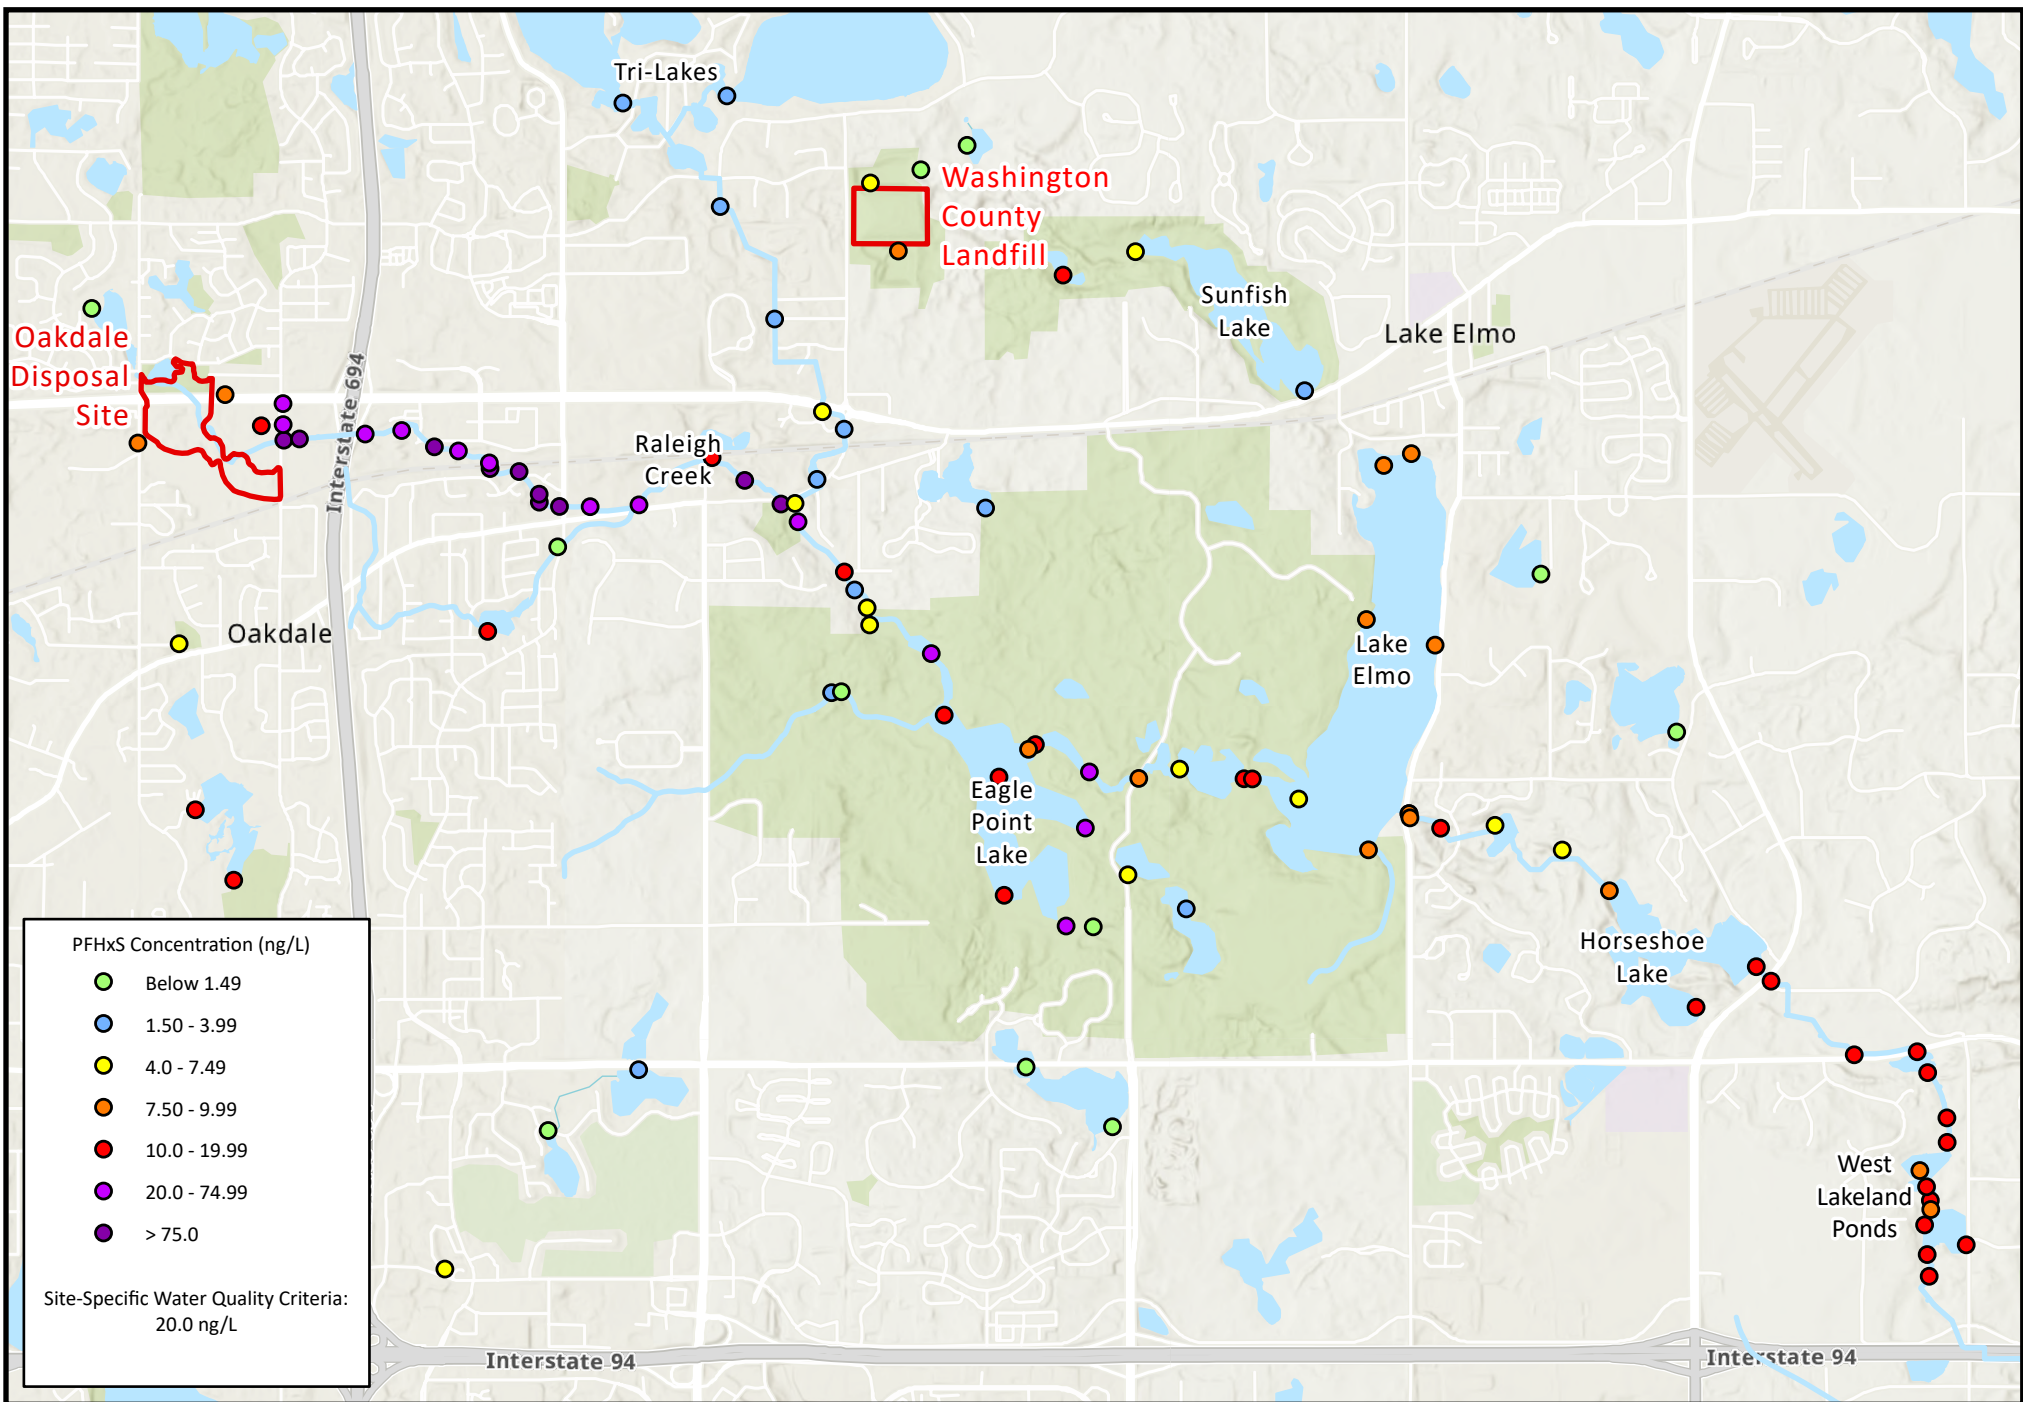 Tri-Lakes
Washington
County
Landfill
Sunfish
Lake
Lake Elmo
Oakdale
Disposal
Site
Interstate 694
Raleigh
Creek
Oakdale
Lake
Elmo
Eagle
Point
Lake
Horseshoe
Lake
West
Lakeland
Ponds
PFHxS Concentration (ng/L)
Below 1.49
1.50 - 3.99
4.0 - 7.49
7.50 - 9.99
10.0 - 19.99
20.0 - 74.99
> 75.0
Site-Specific Water Quality Criteria:
20.0 ng/L
Interstate 94
Interstate 94